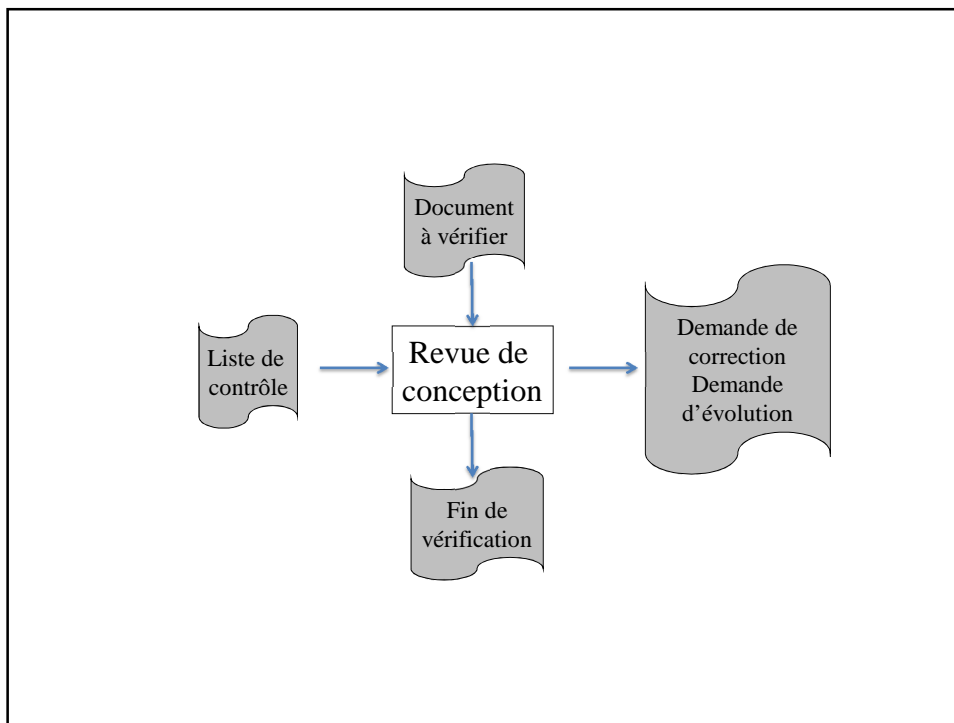 Document
à vérifier
Liste de
contrôle
Revue de
conception
Demande de
correction
Demande
d’évolution
Fin de
vérification